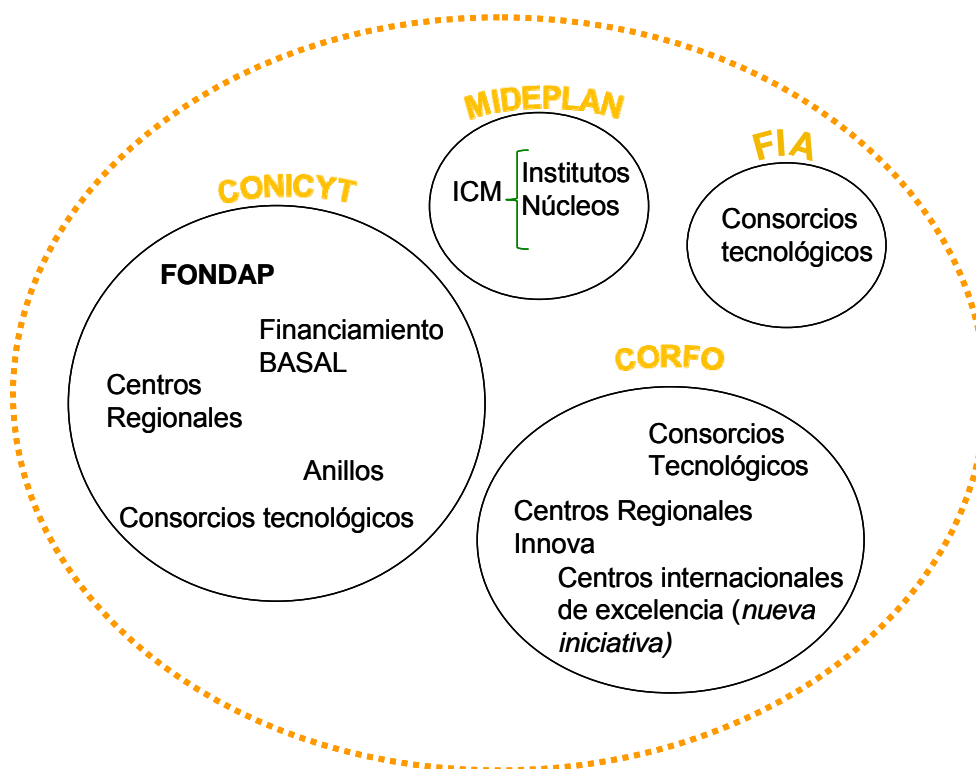 MIDEPLAN
ICM
Institutos
Núcleos
FIA
Consorcios
tecnológicos
CONICYT
FONDAP
Financiamiento
BASAL
Centros
Regionales
Anillos
Consorcios tecnológicos
CORFO
Consorcios
Tecnológicos
Centros Regionales
Innova
Centros internacionales
de excelencia (nueva
iniciativa)